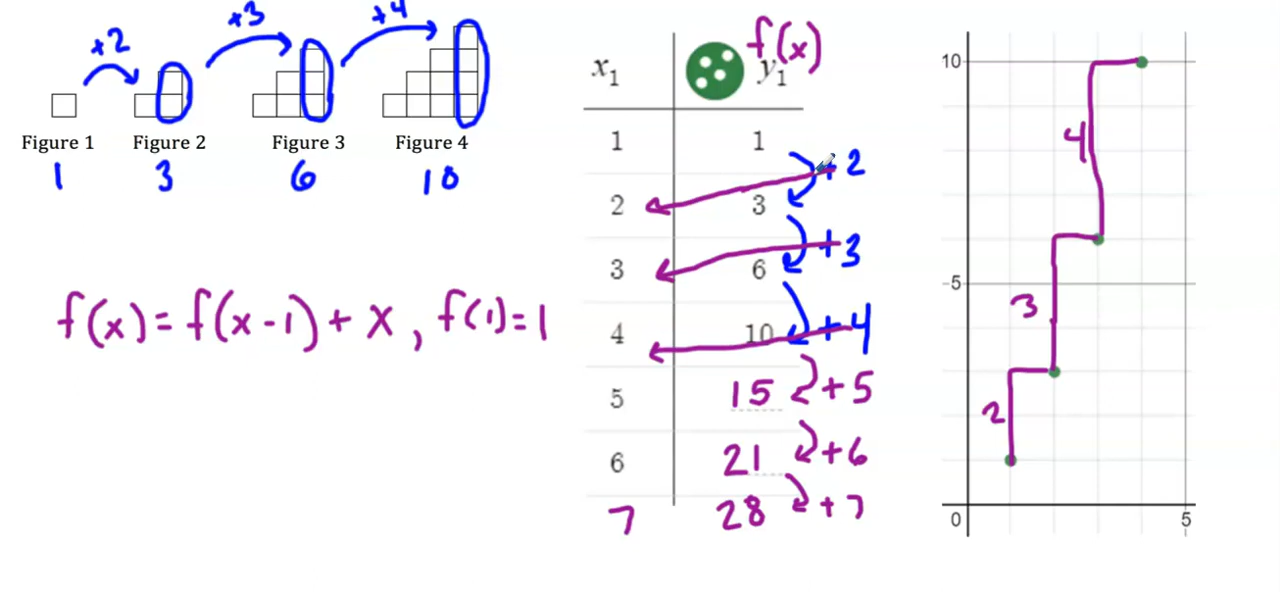 +2 +3 +4
Figure 1 Figure 2 Figure 3 Figure 4
1 3 6 10
f(x) = f(x-1) + x, f(1) = 1
f(x)
x₁ y₁
1 1
+2
2 3
+3
3 6
+4
4 10
5 15 +5
6 21 +6
7 28 +7
10
4
5
3
2
0 5